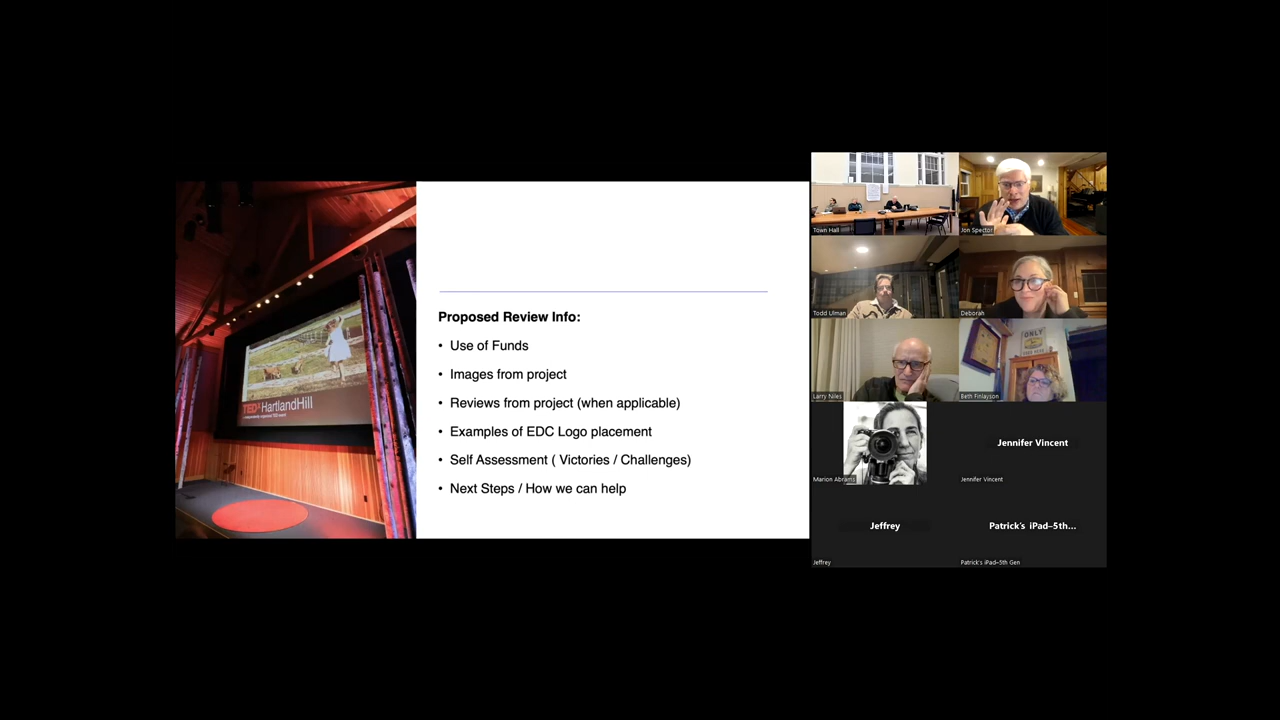 TEDxHartlandHill
Proposed Review Info:
• Use of Funds
• Images from project
• Reviews from project (when applicable)
• Examples of EDC Logo placement
• Self Assessment ( Victories / Challenges)
• Next Steps / How we can help
Town Hall
Jon Spector
Todd Ulman
Deborah
Larry Niles
ONLY
Beth Finlayson
Marion Abrams
Jennifer Vincent
Jennifer Vincent
Jeffrey
Jeffrey
Patrick's iPad–5th...
Patrick's iPad–5th Gen